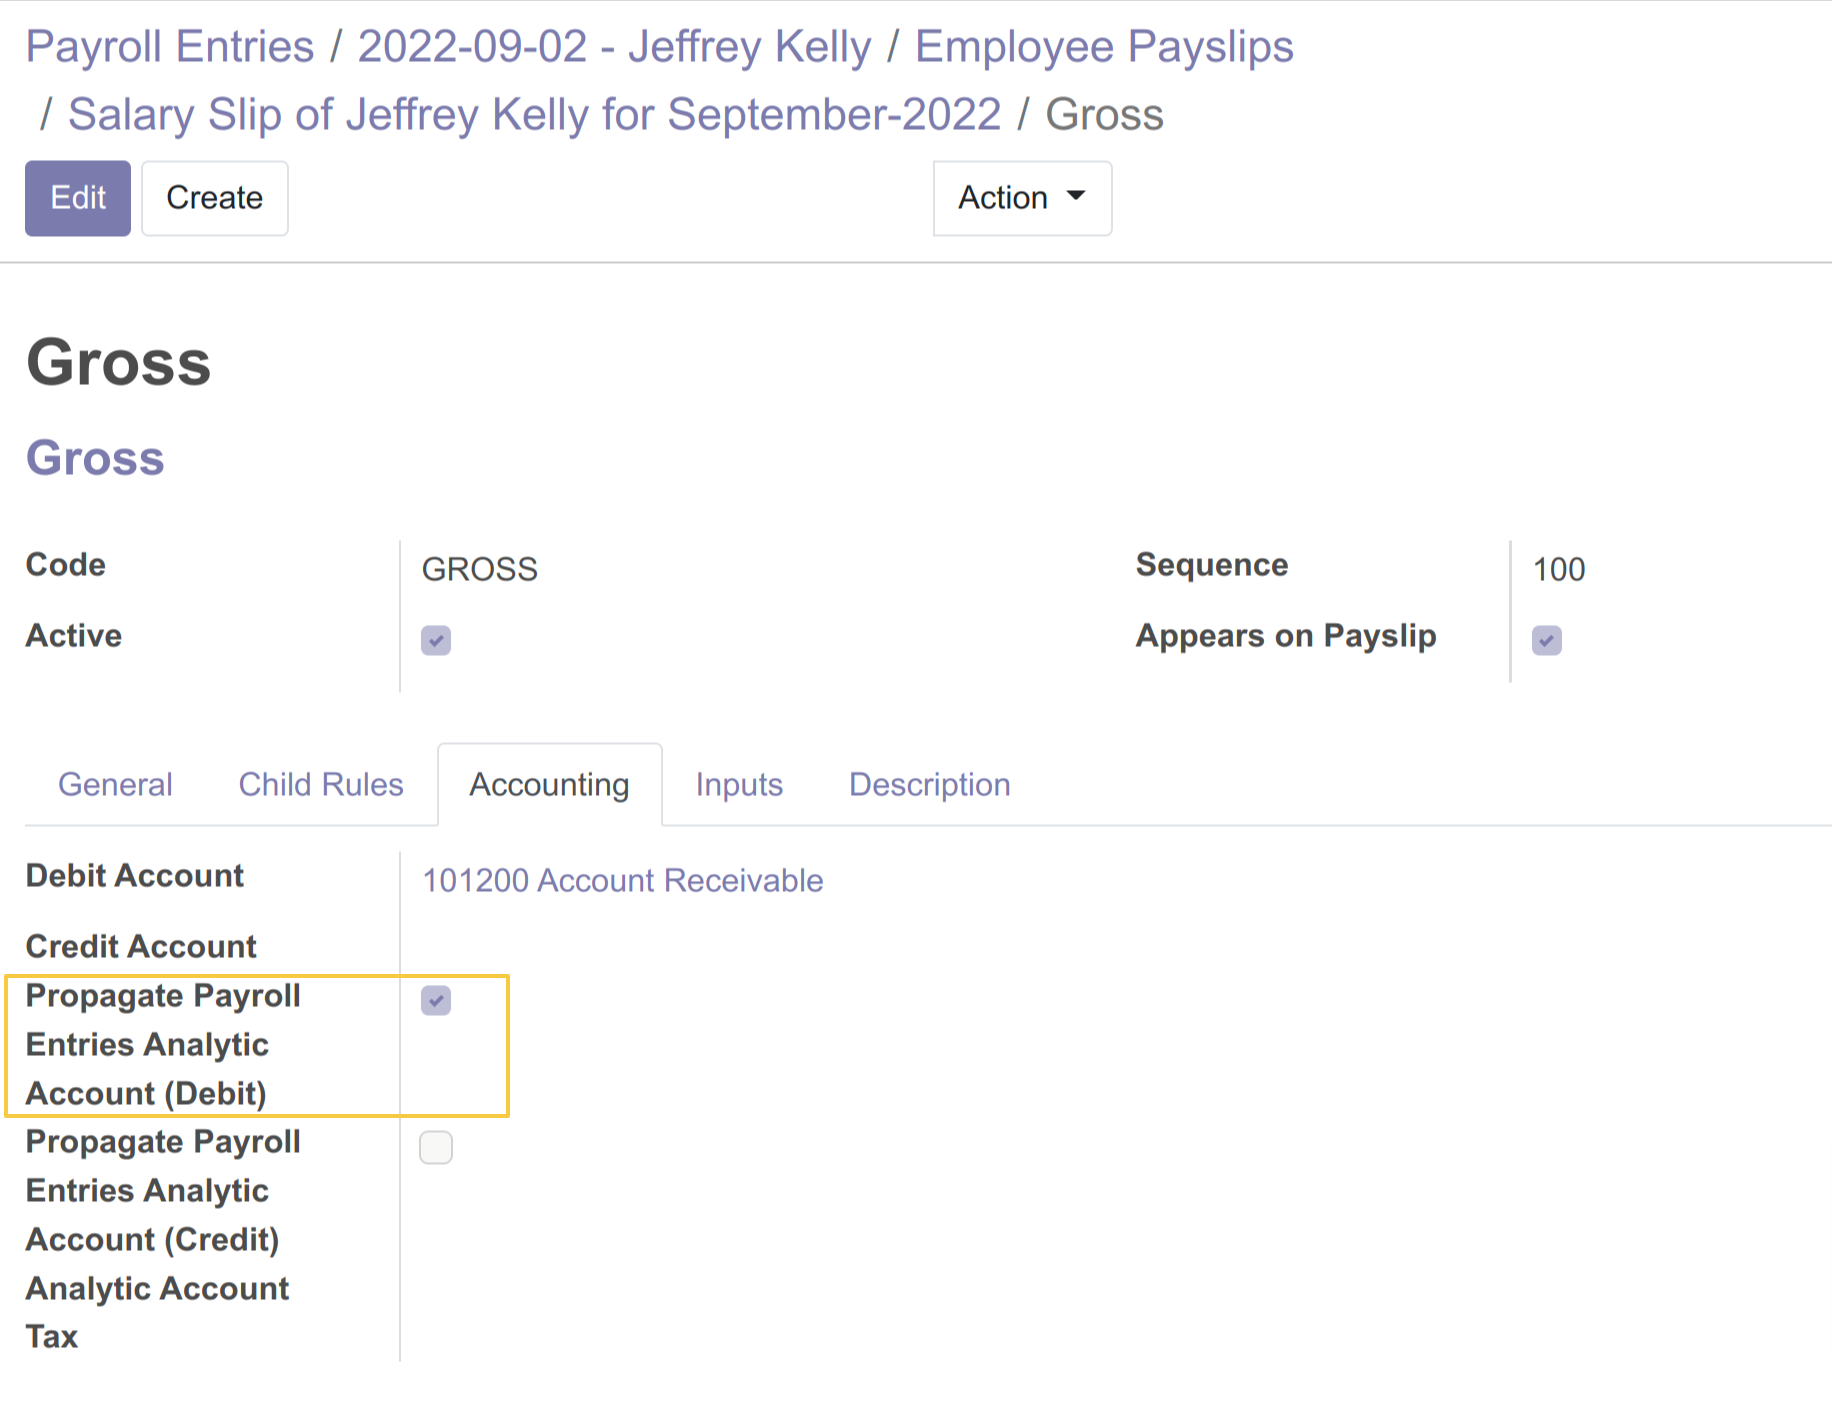 Payroll Entries / 2022-09-02 - Jeffrey Kelly / Employee Payslips
/ Salary Slip of Jeffrey Kelly for September-2022 / Gross
Edit Create Action
Gross
Gross
Code GROSS Sequence 100
Active Appears on Payslip
General Child Rules Accounting Inputs Description
Debit Account 101200 Account Receivable
Credit Account
Propagate Payroll
Entries Analytic
Account (Debit)
Propagate Payroll
Entries Analytic
Account (Credit)
Analytic Account
Tax